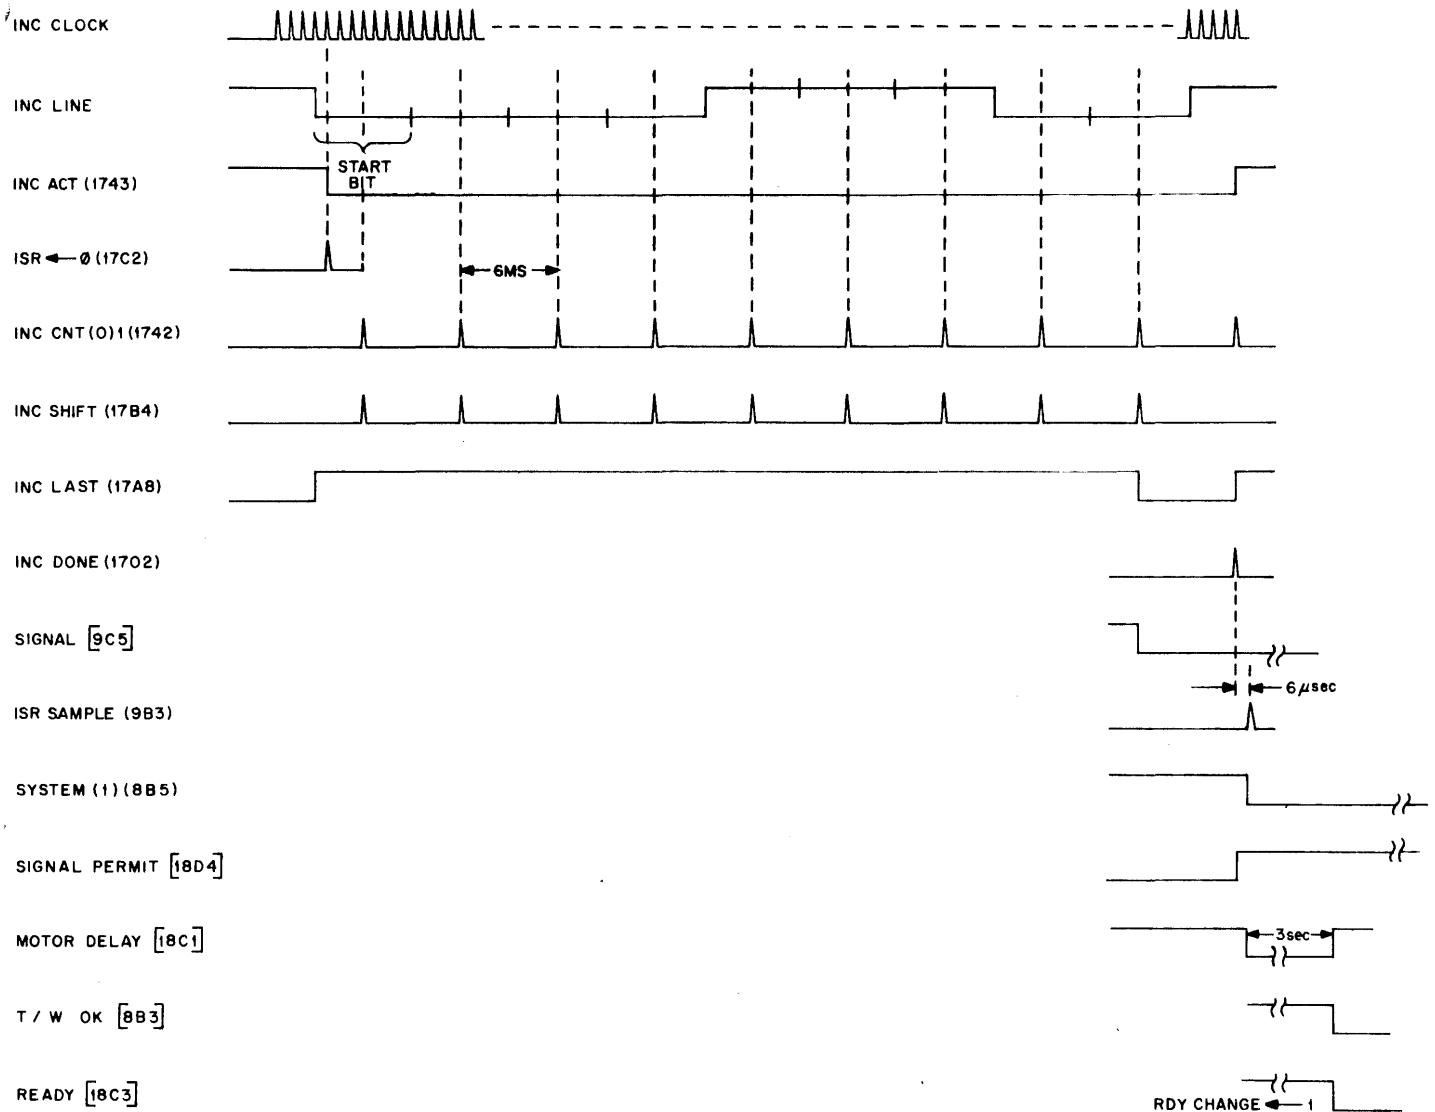 INC CLOCK
INC LINE
START
BIT
INC ACT (1743)
ISR ← Ø (17C2)
6MS
INC CNT (0) 1 (1742)
INC SHIFT (17B4)
INC LAST (17A8)
INC DONE (1702)
SIGNAL [9C5]
6 μsec
ISR SAMPLE (9B3)
SYSTEM (1) (8B5)
SIGNAL PERMIT [18D4]
MOTOR DELAY [18C1]
3sec
T / W OK [8B3]
READY [18C3]
RDY CHANGE ← 1